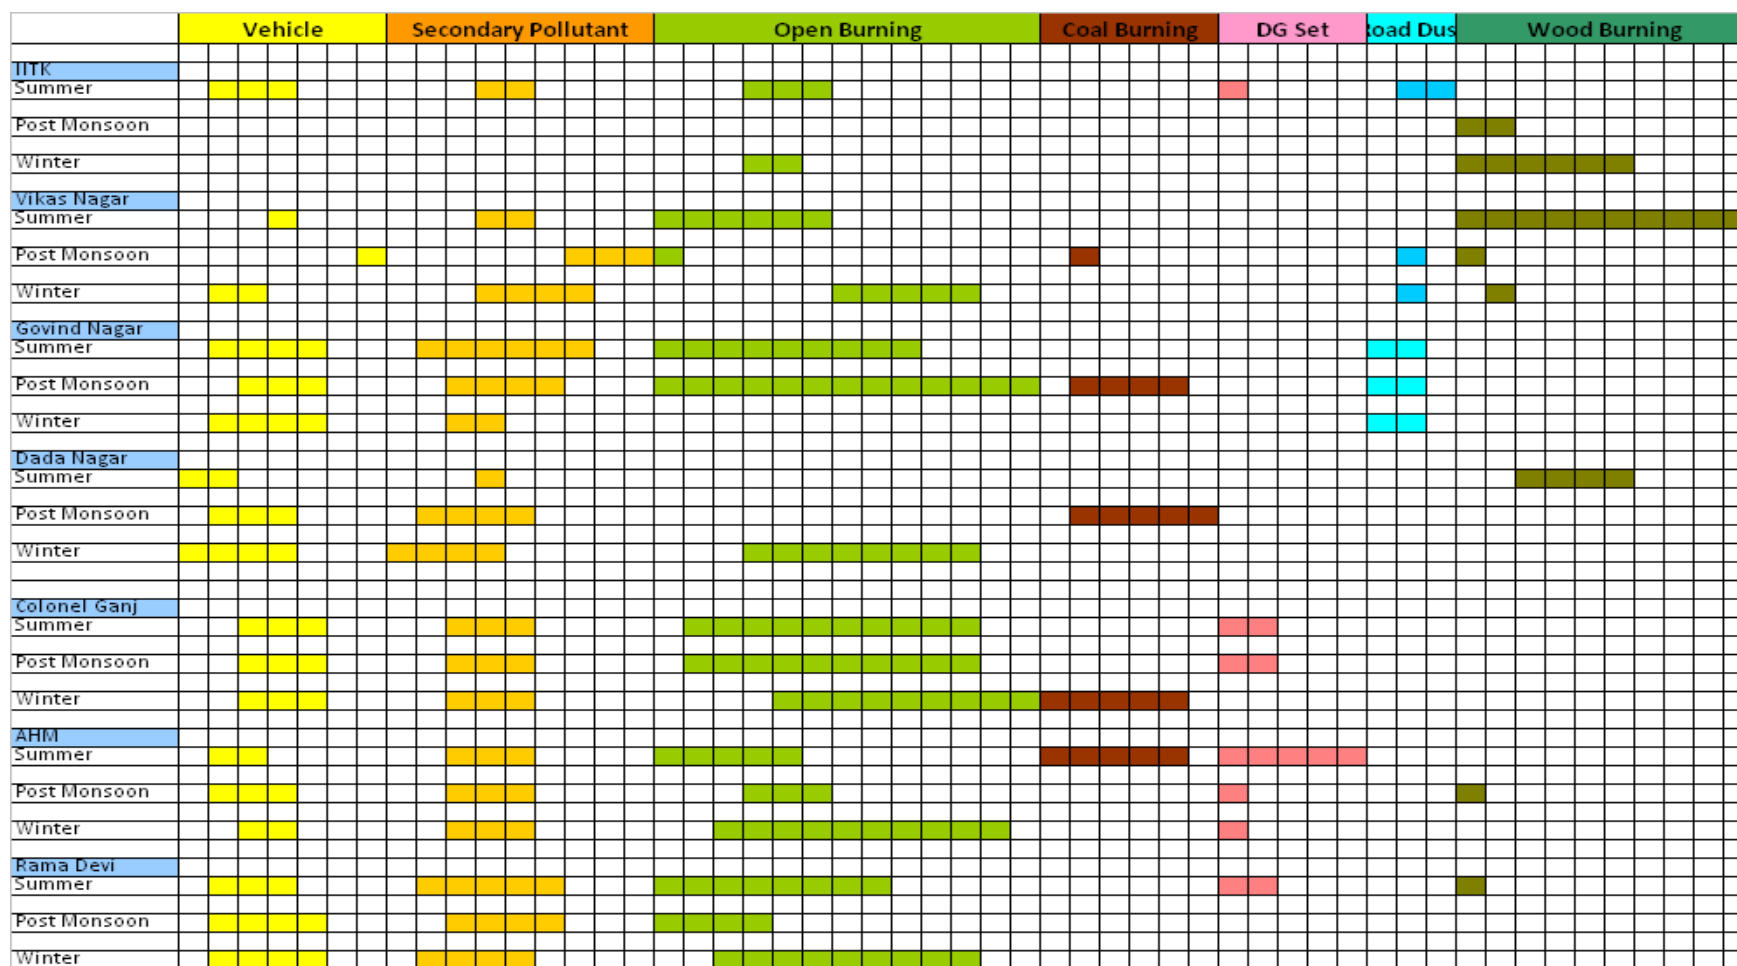 Vehicle Secondary Pollutant Open Burning Coal Burning DG Set Road Dus Wood Burning
IITK
Summer
Post Monsoon
Winter
Vikas Nagar
Summer
Post Monsoon
Winter
Govind Nagar
Summer
Post Monsoon
Winter
Dada Nagar
Summer
Post Monsoon
Winter
Colonel Ganj
Summer
Post Monsoon
Winter
AHM
Summer
Post Monsoon
Winter
Rama Devi
Summer
Post Monsoon
Winter